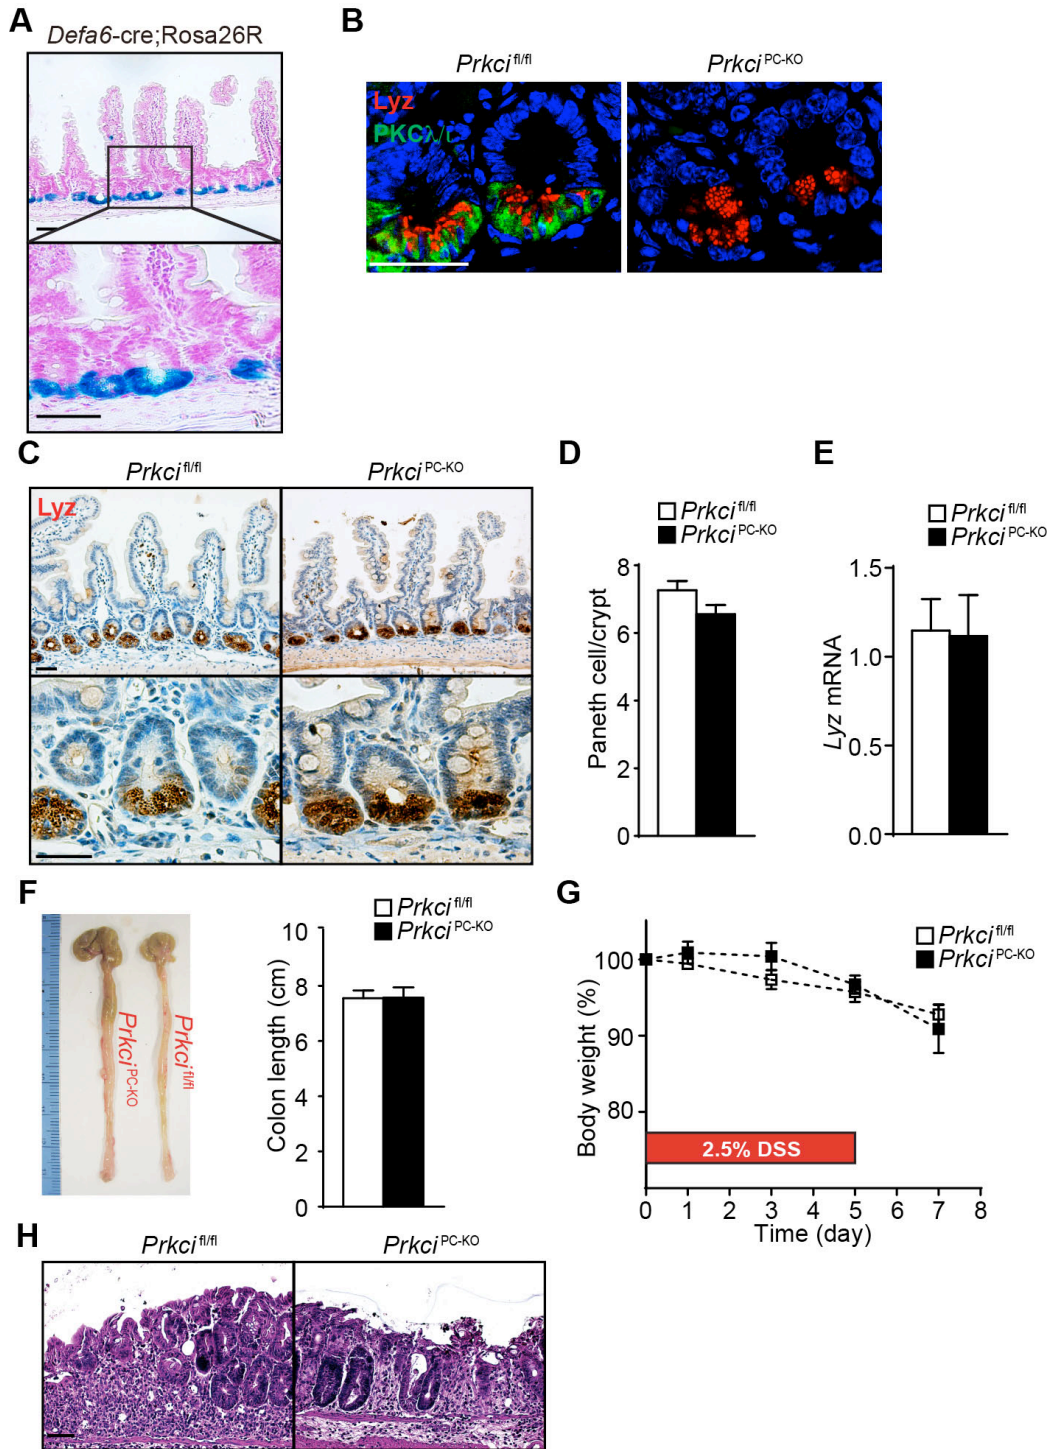 A
Defa6-cre;Rosa26R
B
Prkci fl/fl
Prkci PC-KO
Lyz
PKCλ/ι
C
Prkci fl/fl
Prkci PC-KO
Lyz
D
Prkci fl/fl
Prkci PC-KO
Paneth cell/crypt
8
6
4
2
0
E
Prkci fl/fl
Prkci PC-KO
Lyz mRNA
1.5
1.0
0.5
0.0
F
Prkci PC-KO
Prkci fl/fl
Prkci fl/fl
Prkci PC-KO
Colon length (cm)
10
8
6
4
2
0
G
Prkci fl/fl
Prkci PC-KO
Body weight (%)
100
90
80
2.5% DSS
0 1 2 3 4 5 6 7 8
Time (day)
H
Prkci fl/fl
Prkci PC-KO